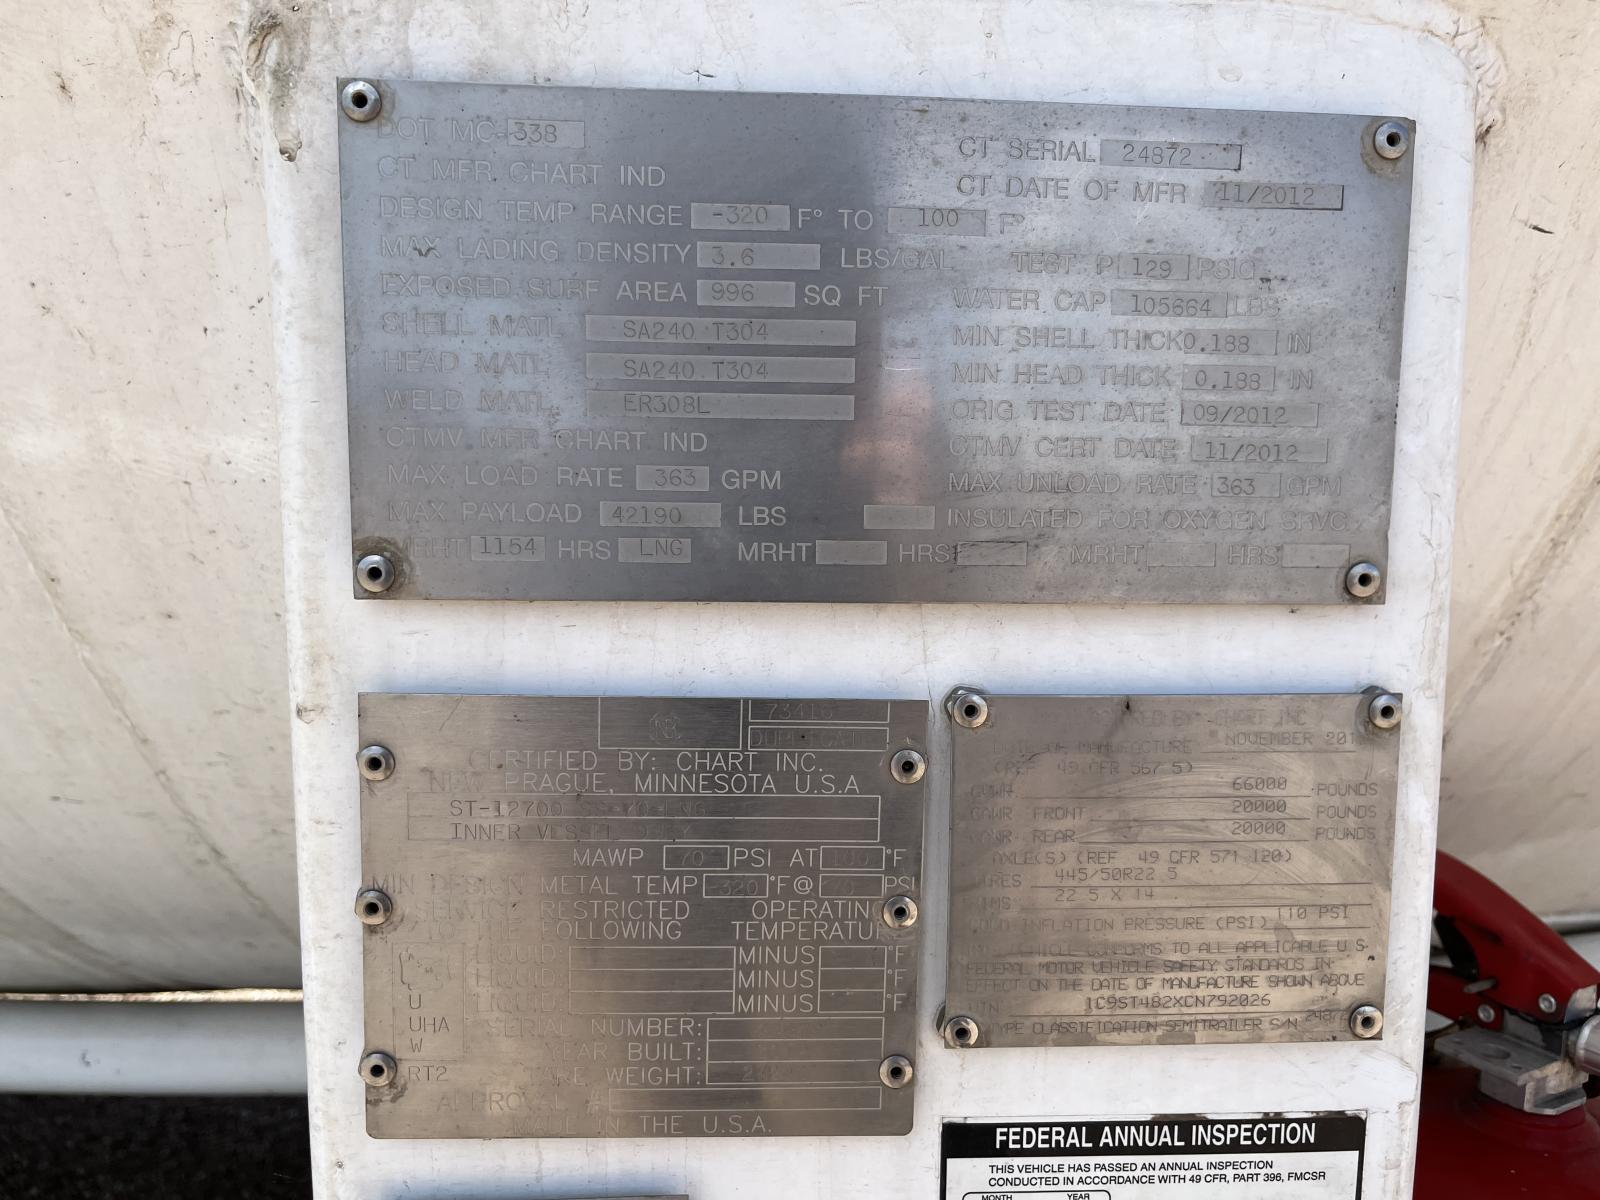 DOT MC-338
CT SERIAL 24872
CT MFR CHART IND
CT DATE OF MFR 11/2012
DESIGN TEMP RANGE -320 F° TO 100 F°
MAX LADING DENSITY 3.6 LBS/GAL
TEST P 129 PSIG
EXPOSED SURF AREA 996 SQ FT
WATER CAP 105664 LBS
SHELL MATL SA240 T304
MIN SHELL THICK 0.188 IN
HEAD MATL SA240 T304
MIN HEAD THICK 0.188 IN
WELD MATL ER308L
ORIG TEST DATE 09/2012
CTMV MFR CHART IND
CTMV CERT DATE 11/2012
MAX LOAD RATE 363 GPM
MAX UNLOAD RATE 363 GPM
MAX PAYLOAD 42190 LBS
INSULATED FOR OXYGEN SRVC
MRHT 1154 HRS LNG MRHT HRS MRHT HRS
NB
DUPLICATE
CERTIFIED BY: CHART INC.
NEW PRAGUE, MINNESOTA U.S.A
ST-12700 LNG
INNER VESSEL ONLY
MAWP 70 PSI AT 100 °F
MIN DESIGN METAL TEMP -320 °F@ 70 PSI
SERVICE RESTRICTED OPERATING
TO THE FOLLOWING TEMPERATURE
LIQUID MINUS °F
LIQUID MINUS °F
LIQUID MINUS °F
U
UHA
W
RT2
SERIAL NUMBER:
YEAR BUILT:
TARE WEIGHT:
APPROVAL #
MADE IN THE U.S.A.
BY CHART INC
DATE OF MANUFACTURE NOVEMBER 201
(REF 49 CFR 567.5)
GVWR 66000 POUNDS
GAWR FRONT 20000 POUNDS
GAWR REAR 20000 POUNDS
AXLE(S) (REF 49 CFR 571.120)
TIRES 445/50R22.5
RIMS 22.5 X 14
COLD INFLATION PRESSURE (PSI) 110 PSI
THIS VEHICLE CONFORMS TO ALL APPLICABLE U.S.
FEDERAL MOTOR VEHICLE SAFETY STANDARDS IN
EFFECT ON THE DATE OF MANUFACTURE SHOWN ABOVE
VIN 1C9ST482XCN792026
TYPE CLASSIFICATION SEMITRAILER S/N
FEDERAL ANNUAL INSPECTION
THIS VEHICLE HAS PASSED AN ANNUAL INSPECTION
CONDUCTED IN ACCORDANCE WITH 49 CFR, PART 396, FMCSR
MONTH YEAR